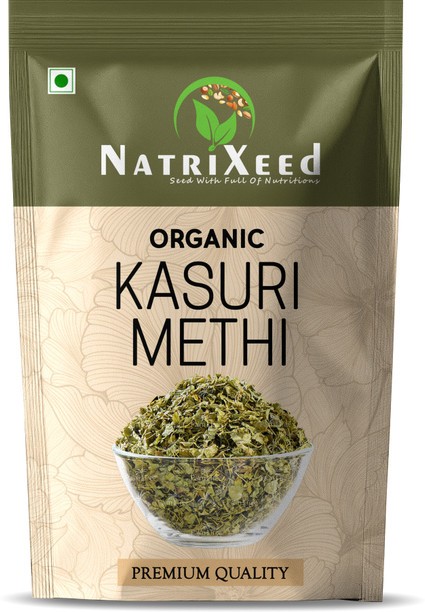 NATRIXEED
Seed With Full Of Nutritions
ORGANIC
KASURI
METHI
PREMIUM QUALITY